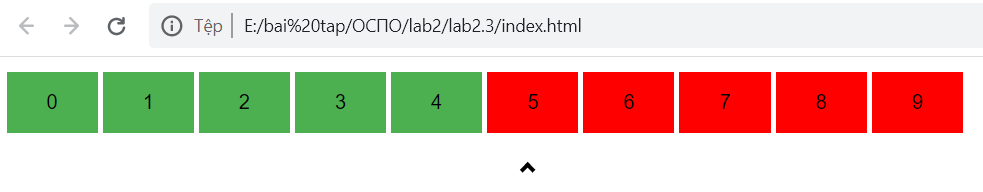 Tệp E:/bai%20tap/ОСПО/lab2/lab2.3/index.html
0 1 2 3 4 5 6 7 8 9